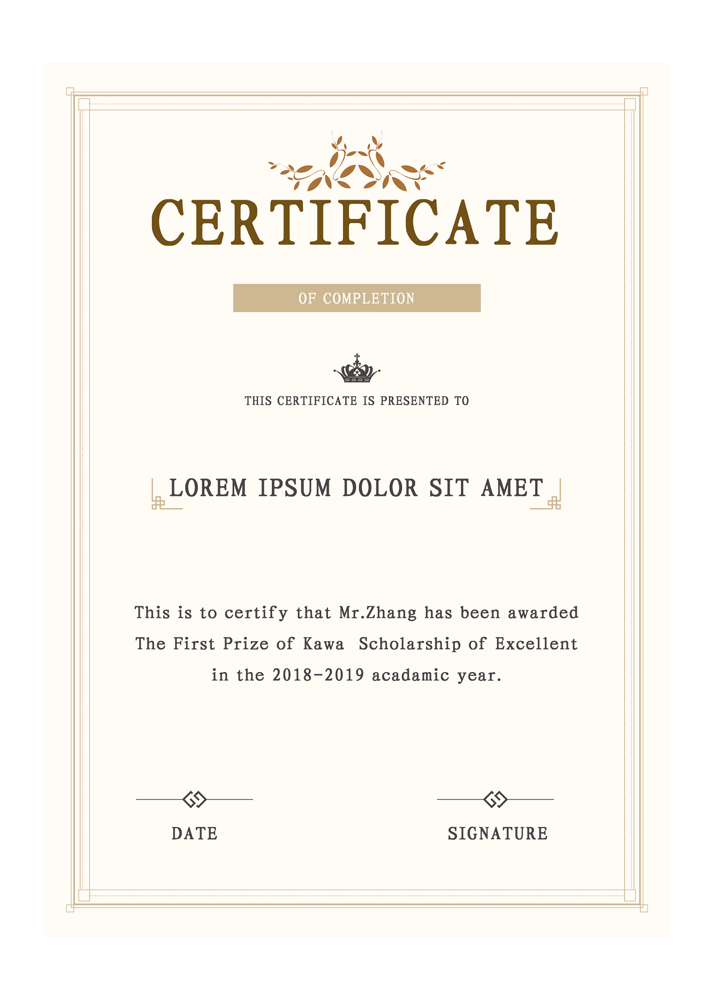 CERTIFICATE
OF COMPLETION
THIS CERTIFICATE IS PRESENTED TO
LOREM IPSUM DOLOR SIT AMET
This is to certify that Mr.Zhang has been awarded
The First Prize of Kawa  Scholarship of Excellent
in the 2018-2019 acadamic year.
DATE
SIGNATURE